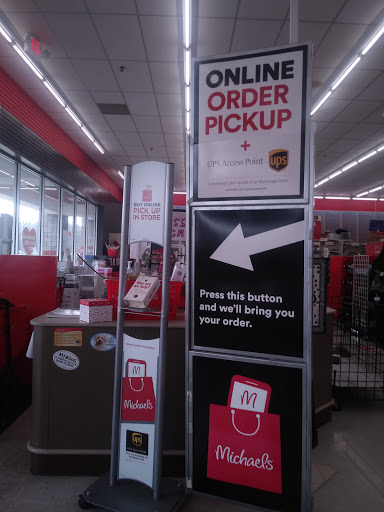 ONLINE
ORDER
PICKUP
+
UPS Access Point
ups
BUY ONLINE
PICK UP
IN STORE
Press this button
and we'll bring you
your order.
M
Michaels
M
Michaels
ups